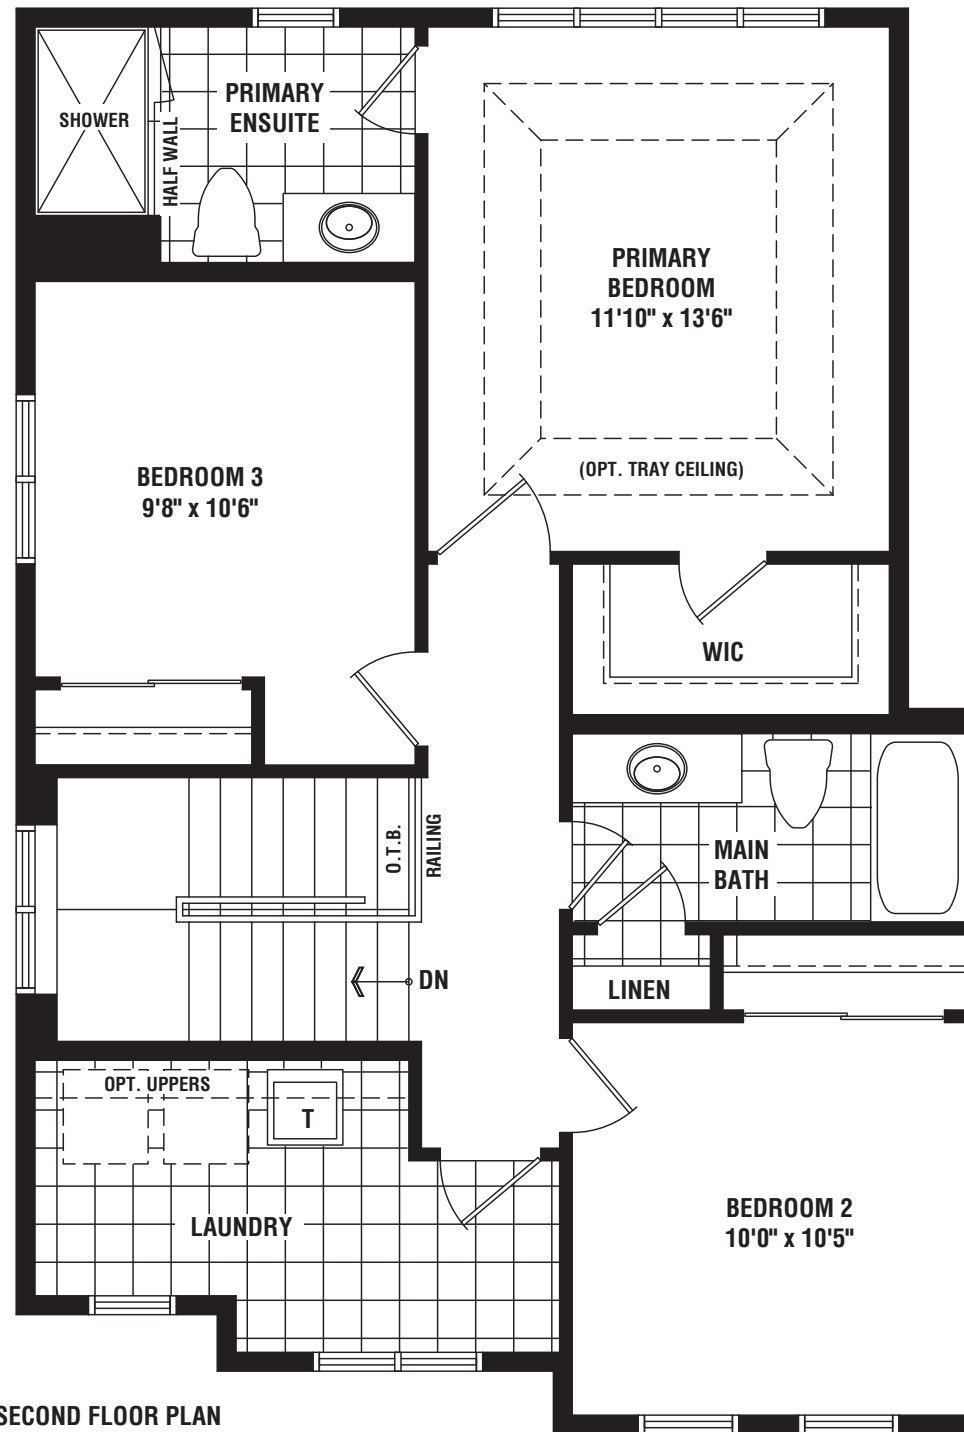 PRIMARY
ENSUITE
SHOWER
HALF WALL
PRIMARY
BEDROOM
11'10" x 13'6"
(OPT. TRAY CEILING)
BEDROOM 3
9'8" x 10'6"
WIC
O.T.B.
RAILING
MAIN
BATH
DN
LINEN
OPT. UPPERS
T
LAUNDRY
BEDROOM 2
10'0" x 10'5"
SECOND FLOOR PLAN